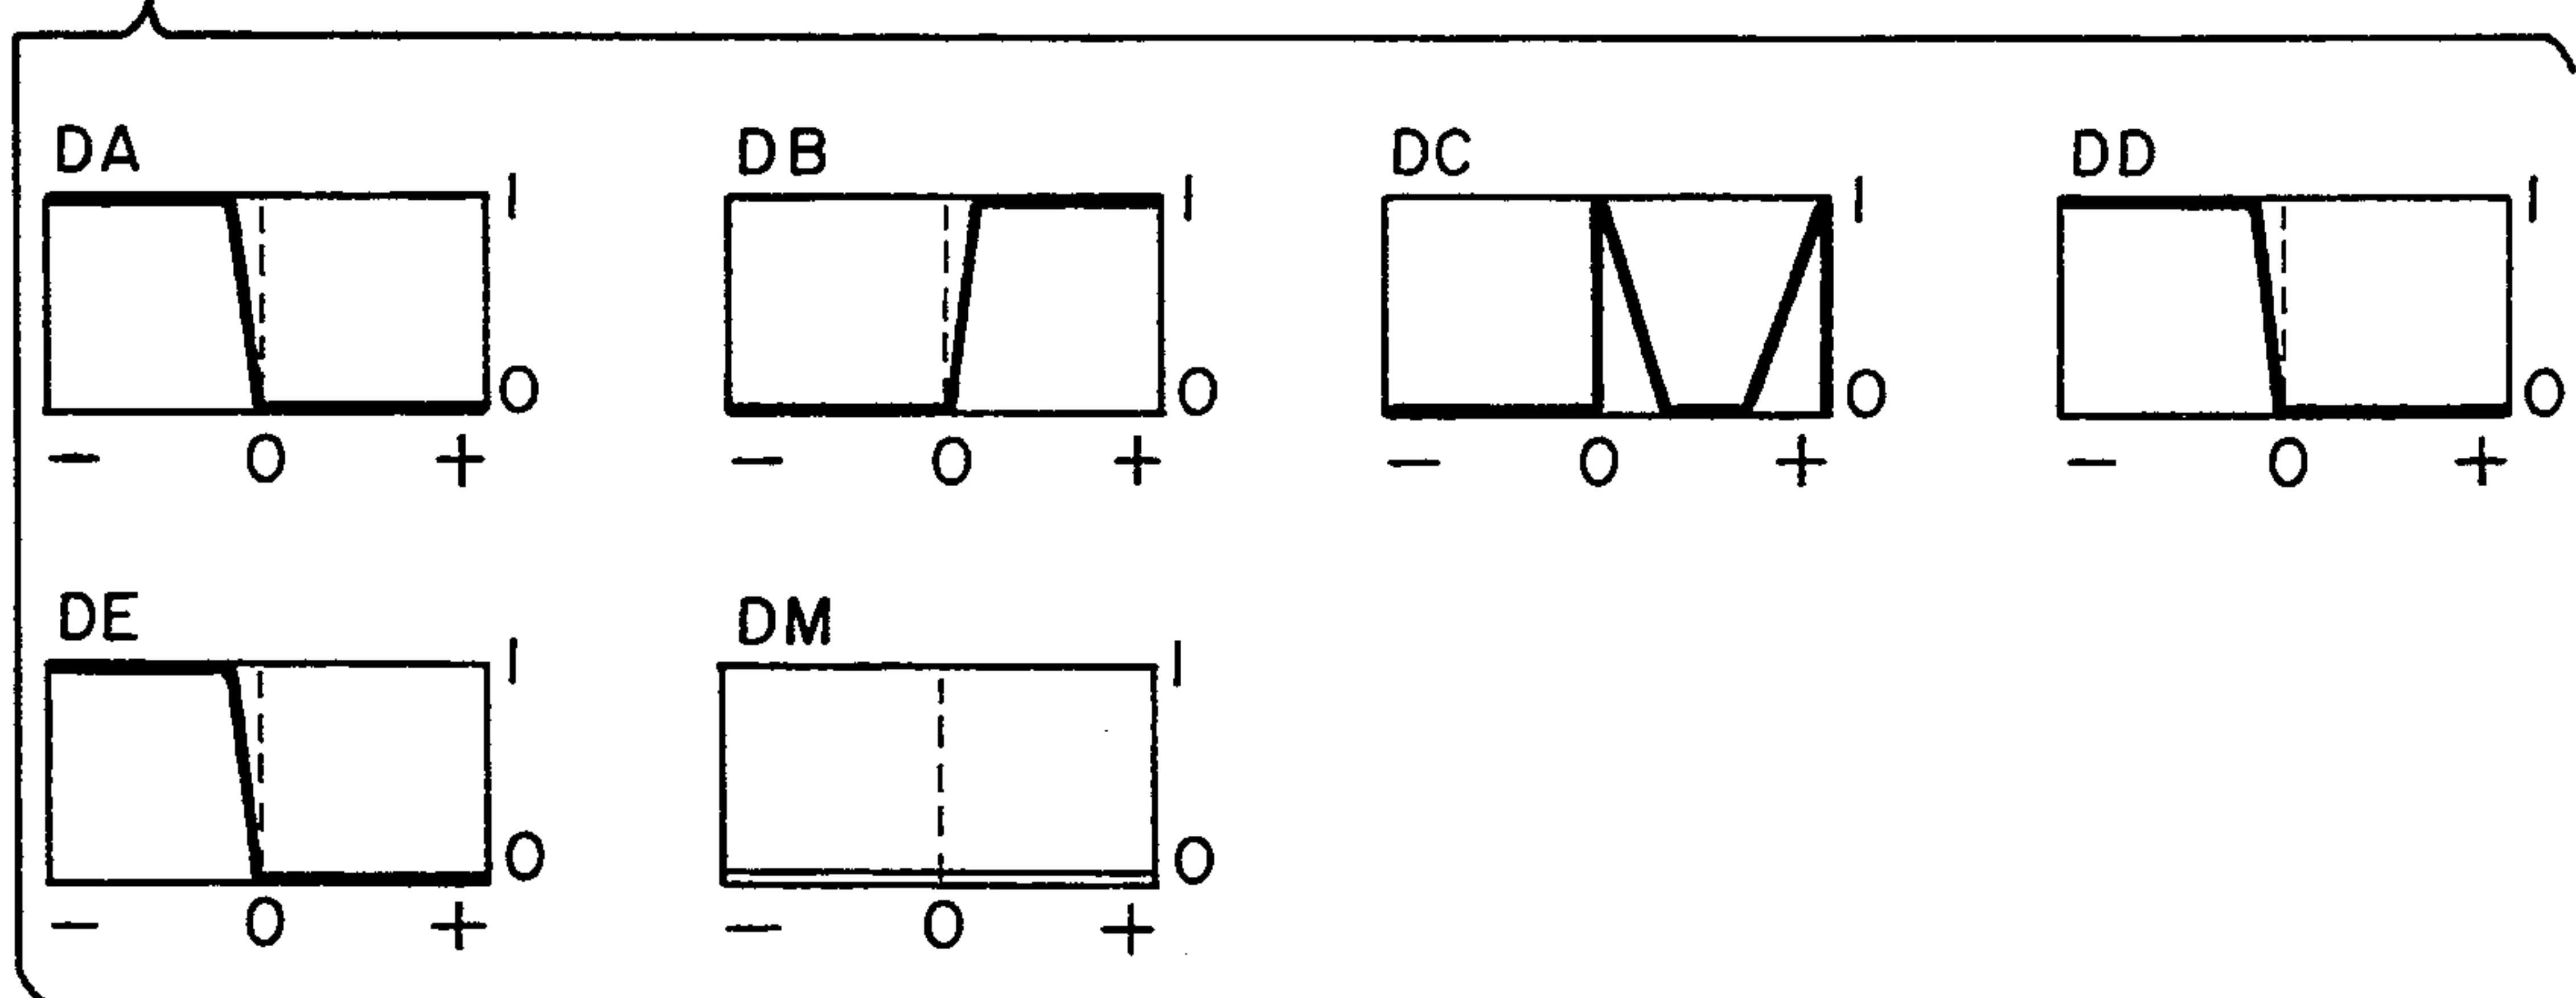 DA DB DC DD
1 1 1 1
0 0 0 0
− 0 + − 0 + − 0 + − 0 +
DE DM
1 1
0 0
− 0 + − 0 +